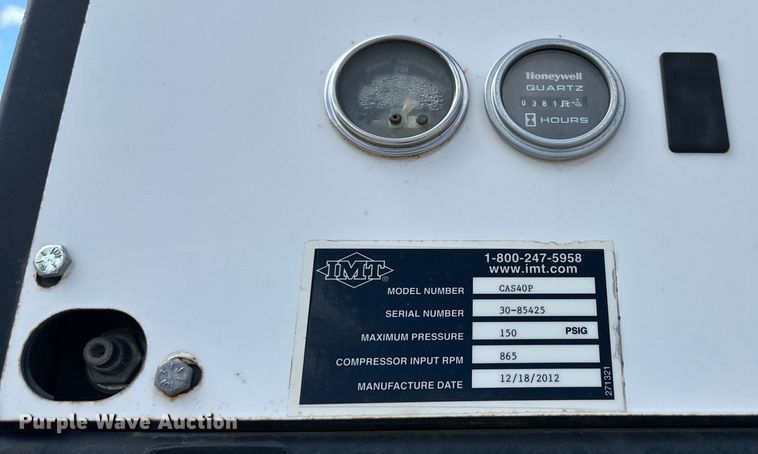 Honeywell
QUARTZ
HOURS
IMT
1-800-247-5958
www.imt.com
MODEL NUMBER CAS40P
SERIAL NUMBER 30-85425
MAXIMUM PRESSURE 150 PSIG
COMPRESSOR INPUT RPM 865
MANUFACTURE DATE 12/18/2012
271321
Purple Wave Auction